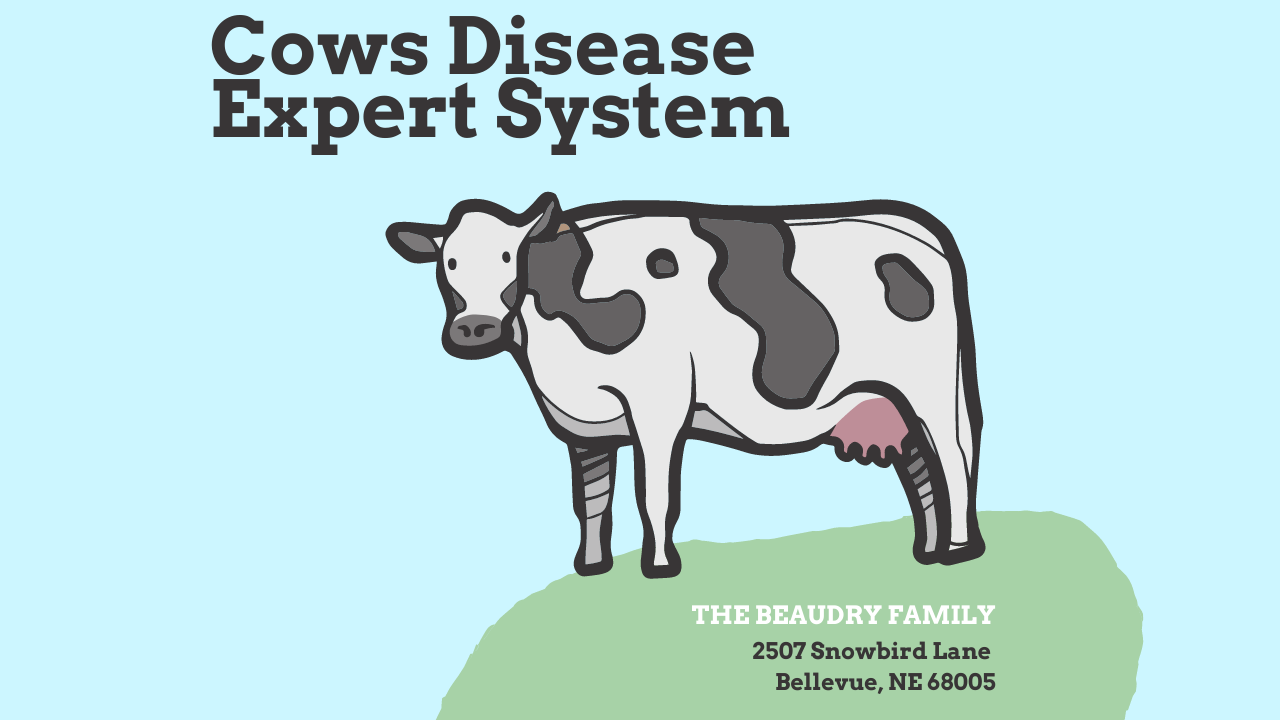 Cows Disease
Expert System
THE BEAUDRY FAMILY
2507 Snowbird Lane
Bellevue, NE 68005